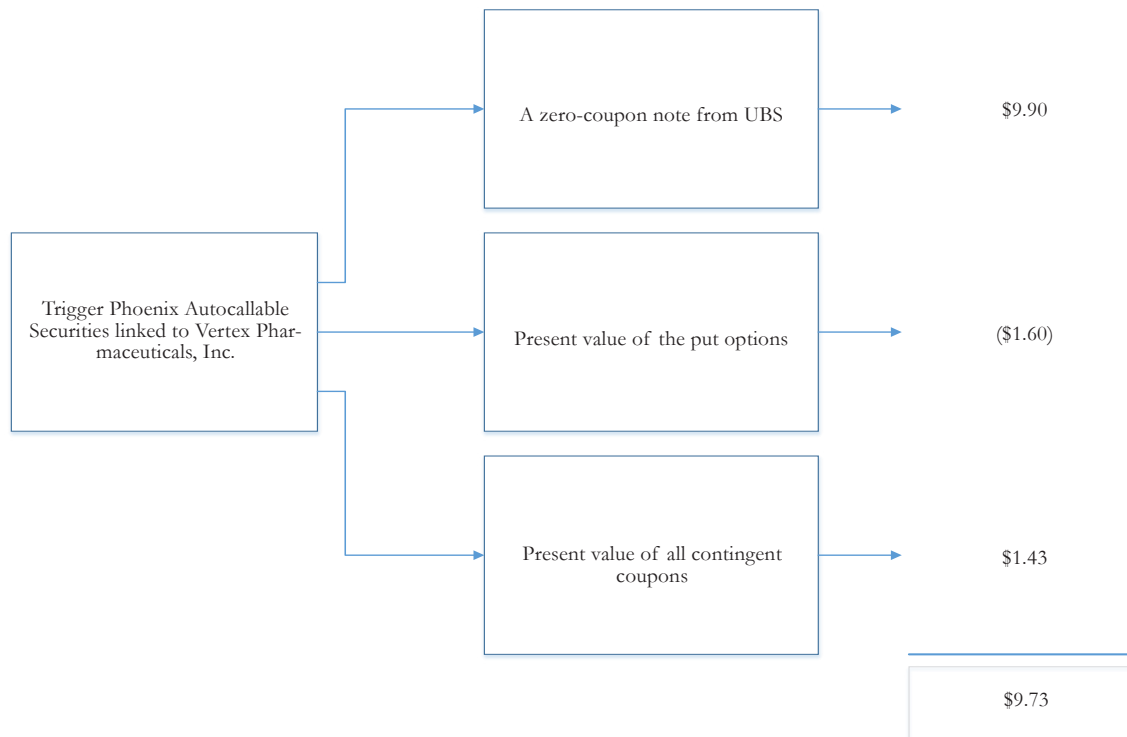 A zero-coupon note from UBS
$9.90
Trigger Phoenix Autocallable
Securities linked to Vertex Phar-
maceuticals, Inc.
Present value of the put options
($1.60)
Present value of all contingent
coupons
$1.43
$9.73